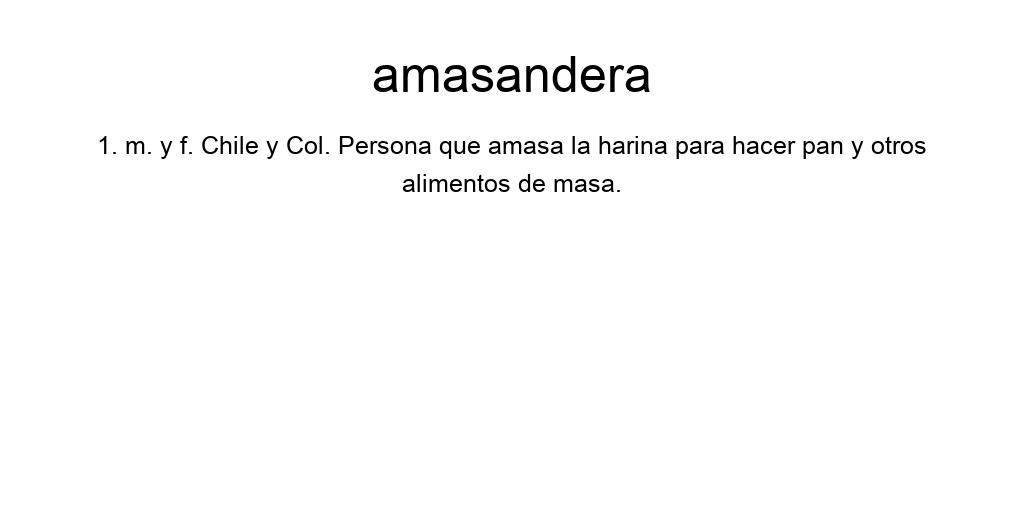 amasandera
1. m. y f. Chile y Col. Persona que amasa la harina para hacer pan y otros
alimentos de masa.